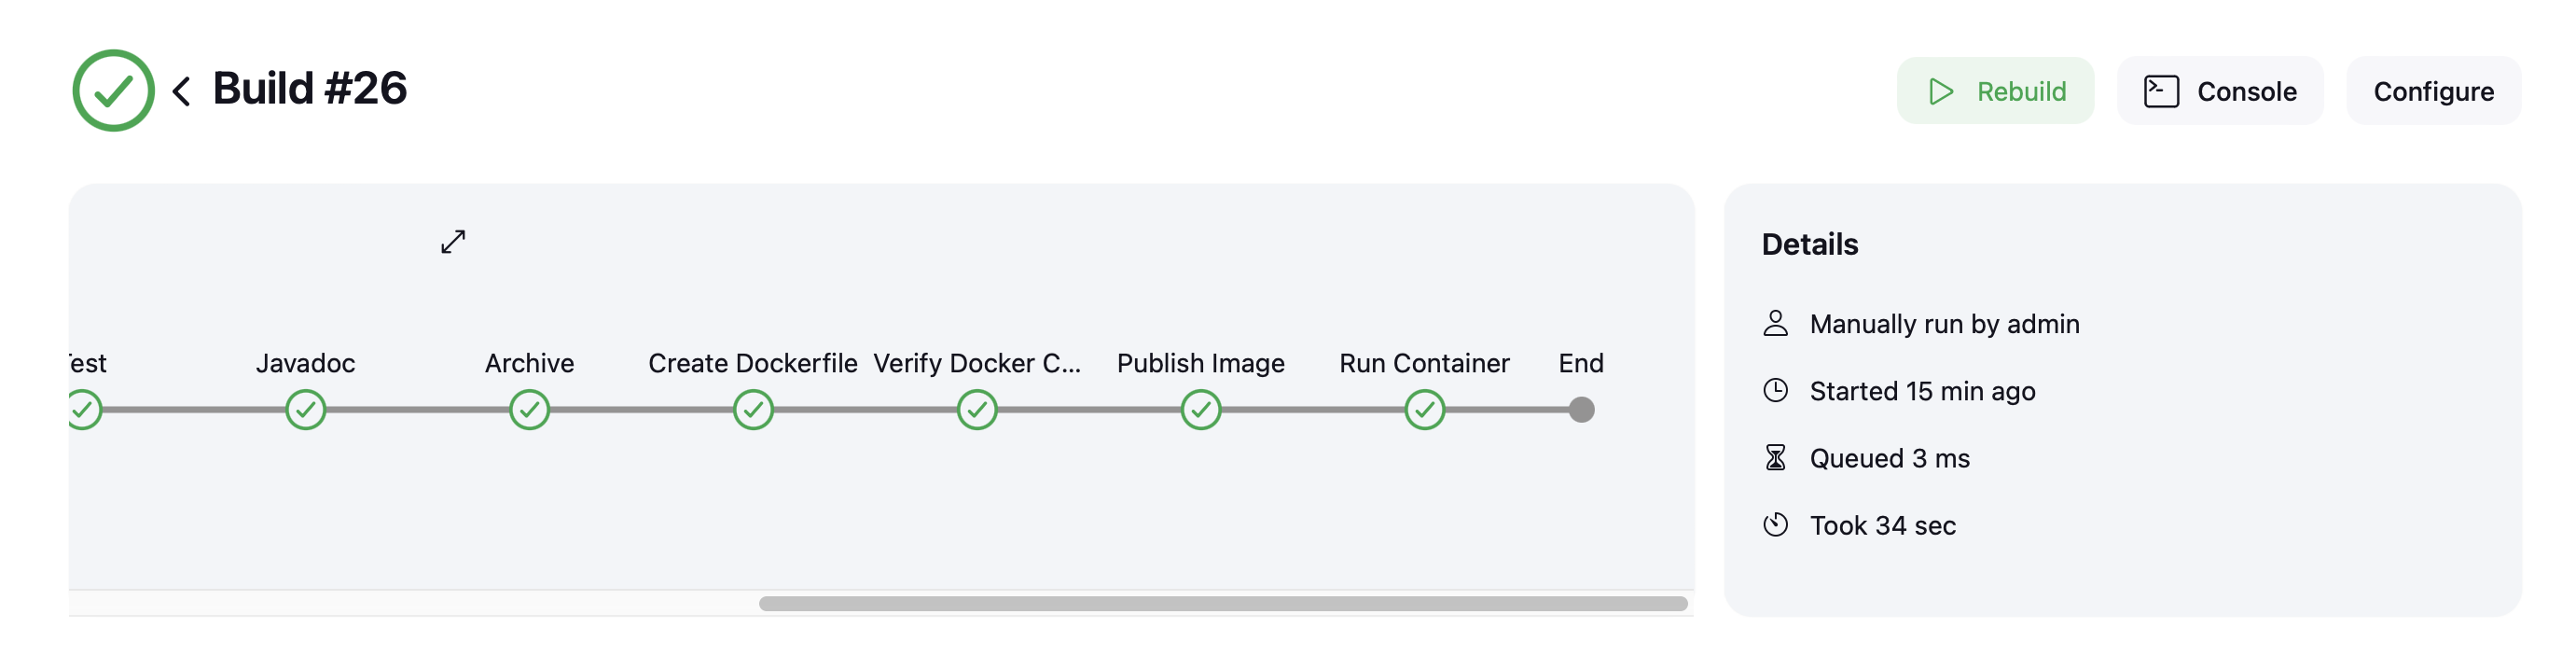 Build #26
Rebuild
Console
Configure
Test
Javadoc
Archive
Create Dockerfile
Verify Docker C...
Publish Image
Run Container
End
Details
Manually run by admin
Started 15 min ago
Queued 3 ms
Took 34 sec